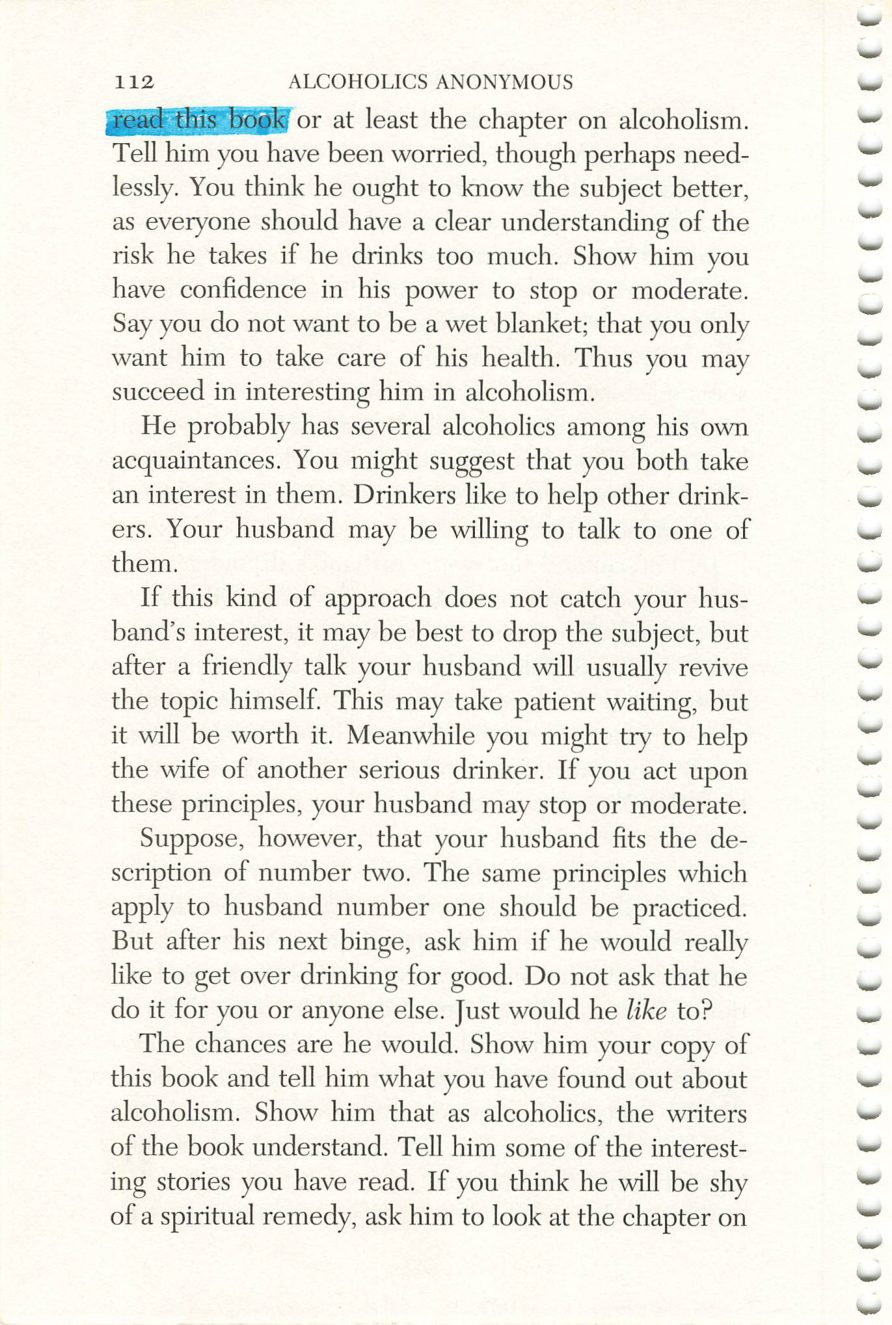 112 ALCOHOLICS ANONYMOUS
read this book or at least the chapter on alcoholism.
Tell him you have been worried, though perhaps need-
lessly. You think he ought to know the subject better,
as everyone should have a clear understanding of the
risk he takes if he drinks too much. Show him you
have confidence in his power to stop or moderate.
Say you do not want to be a wet blanket; that you only
want him to take care of his health. Thus you may
succeed in interesting him in alcoholism.
He probably has several alcoholics among his own
acquaintances. You might suggest that you both take
an interest in them. Drinkers like to help other drink-
ers. Your husband may be willing to talk to one of
them.
If this kind of approach does not catch your hus-
band's interest, it may be best to drop the subject, but
after a friendly talk your husband will usually revive
the topic himself. This may take patient waiting, but
it will be worth it. Meanwhile you might try to help
the wife of another serious drinker. If you act upon
these principles, your husband may stop or moderate.
Suppose, however, that your husband fits the de-
scription of number two. The same principles which
apply to husband number one should be practiced.
But after his next binge, ask him if he would really
like to get over drinking for good. Do not ask that he
do it for you or anyone else. Just would he like to?
The chances are he would. Show him your copy of
this book and tell him what you have found out about
alcoholism. Show him that as alcoholics, the writers
of the book understand. Tell him some of the interest-
ing stories you have read. If you think he will be shy
of a spiritual remedy, ask him to look at the chapter on